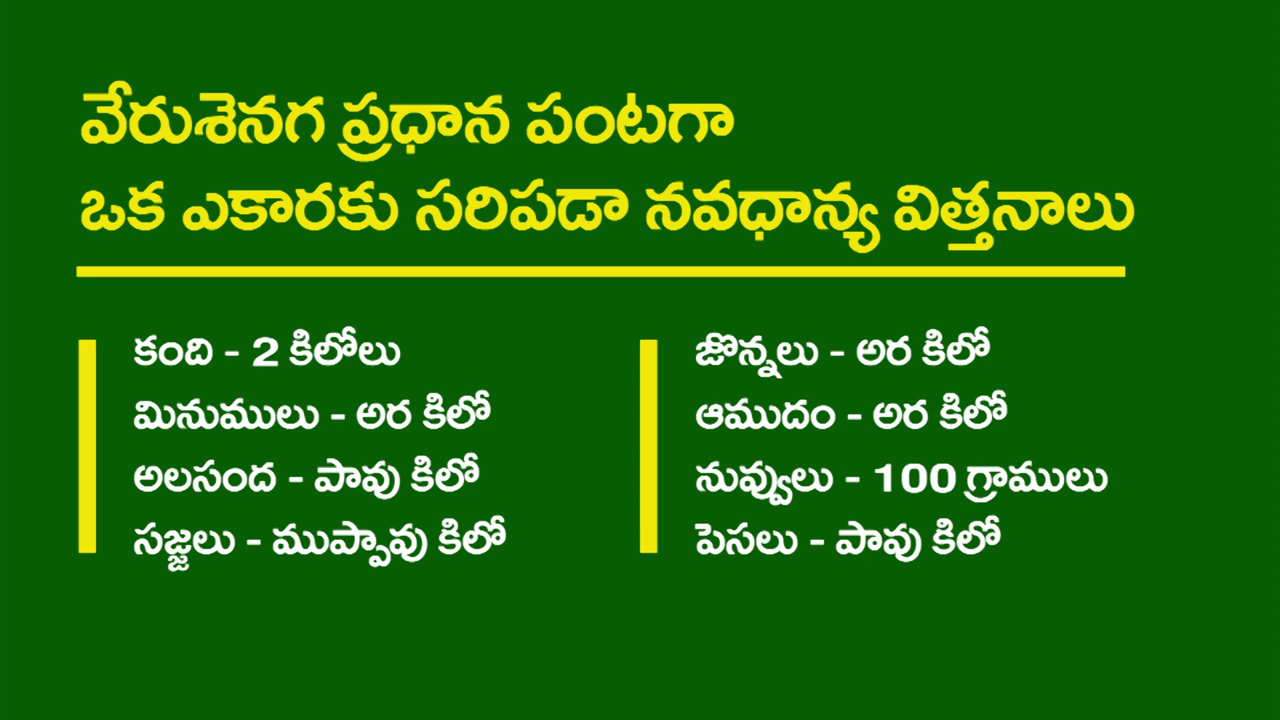 వేరుశెనగ ప్రధాన పంటగా
ఒక ఎకారకు సరిపడా నవధాన్య విత్తనాలు
కంది - 2 కిలోలు
మినుములు - అర కిలో
అలసంద - పావు కిలో
సజ్జలు - ముప్పావు కిలో
జొన్నలు - అర కిలో
ఆముదం - అర కిలో
నువ్వులు - 100 గ్రాములు
పెసలు - పావు కిలో